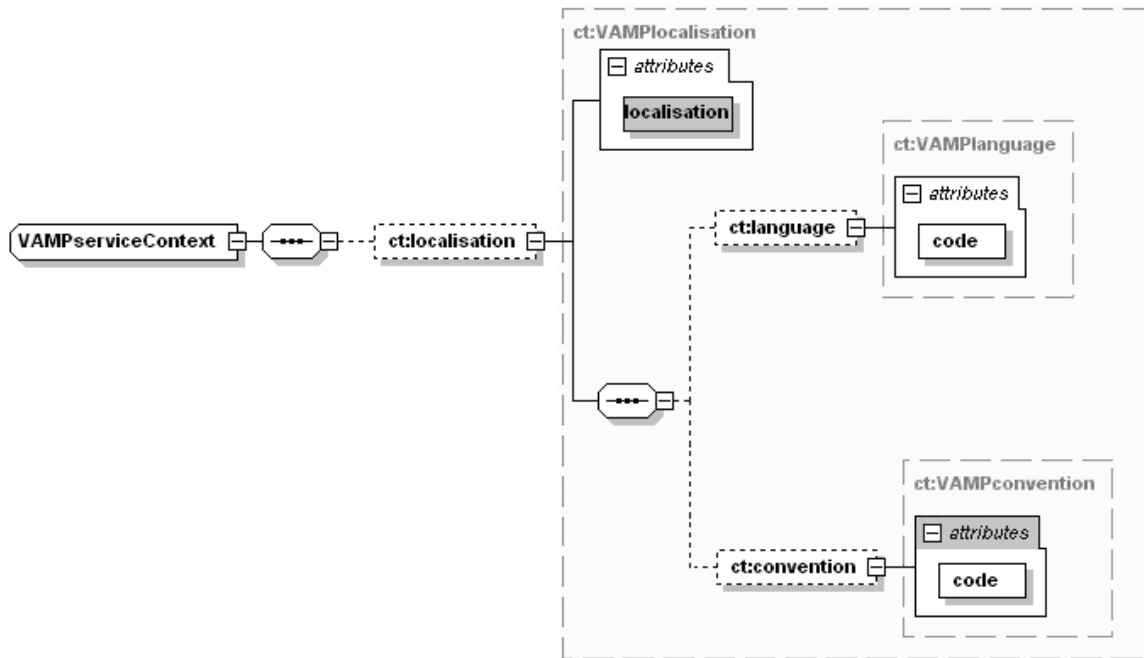 ct:VAMPlocalisation
attributes
localisation
ct:VAMPlanguage
attributes
ct:language
code
VAMPserviceContext
ct:localisation
ct:VAMPconvention
attributes
ct:convention
code